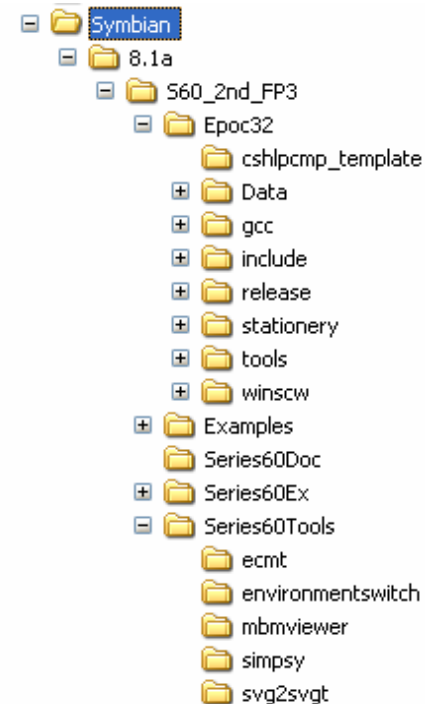 Symbian
8.1a
S60_2nd_FP3
Epoc32
cshlpcmp_template
Data
gcc
include
release
stationery
tools
winscw
Examples
Series60Doc
Series60Ex
Series60Tools
ecmt
environmentswitch
mbmviewer
simpsy
svg2svgt